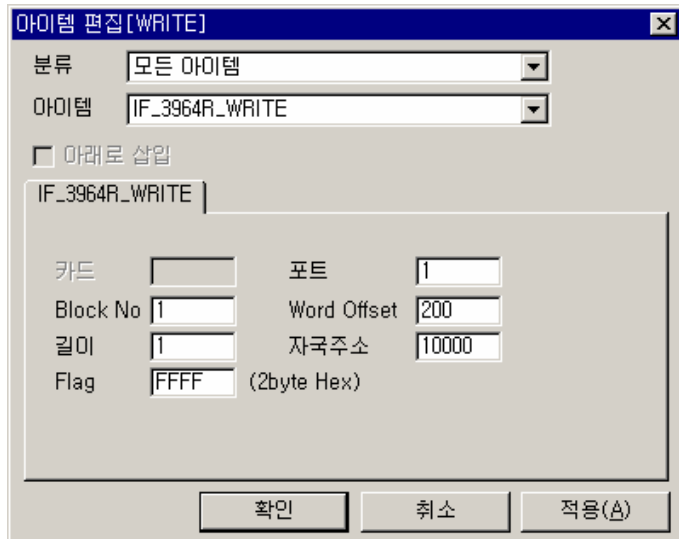 아이템 편집[WRITE]
분류 모든 아이템
아이템 IF_3964R_WRITE
아래로 삽입
IF_3964R_WRITE
카드 포트 1
Block No 1 Word Offset 200
길이 1 자국주소 10000
Flag FFFF (2byte Hex)
확인 취소 적용(A)